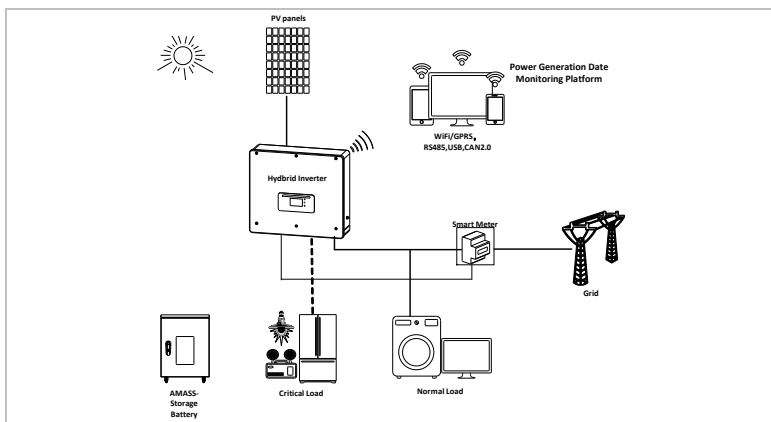 PV panels
Power Generation Date
Monitoring Platform
WiFi/GPRS,
RS485,USB,CAN2.0
Hydbrid Inverter
Smart Meter
Grid
AMASS-
Storage
Battery
Critical Load
Normal Load